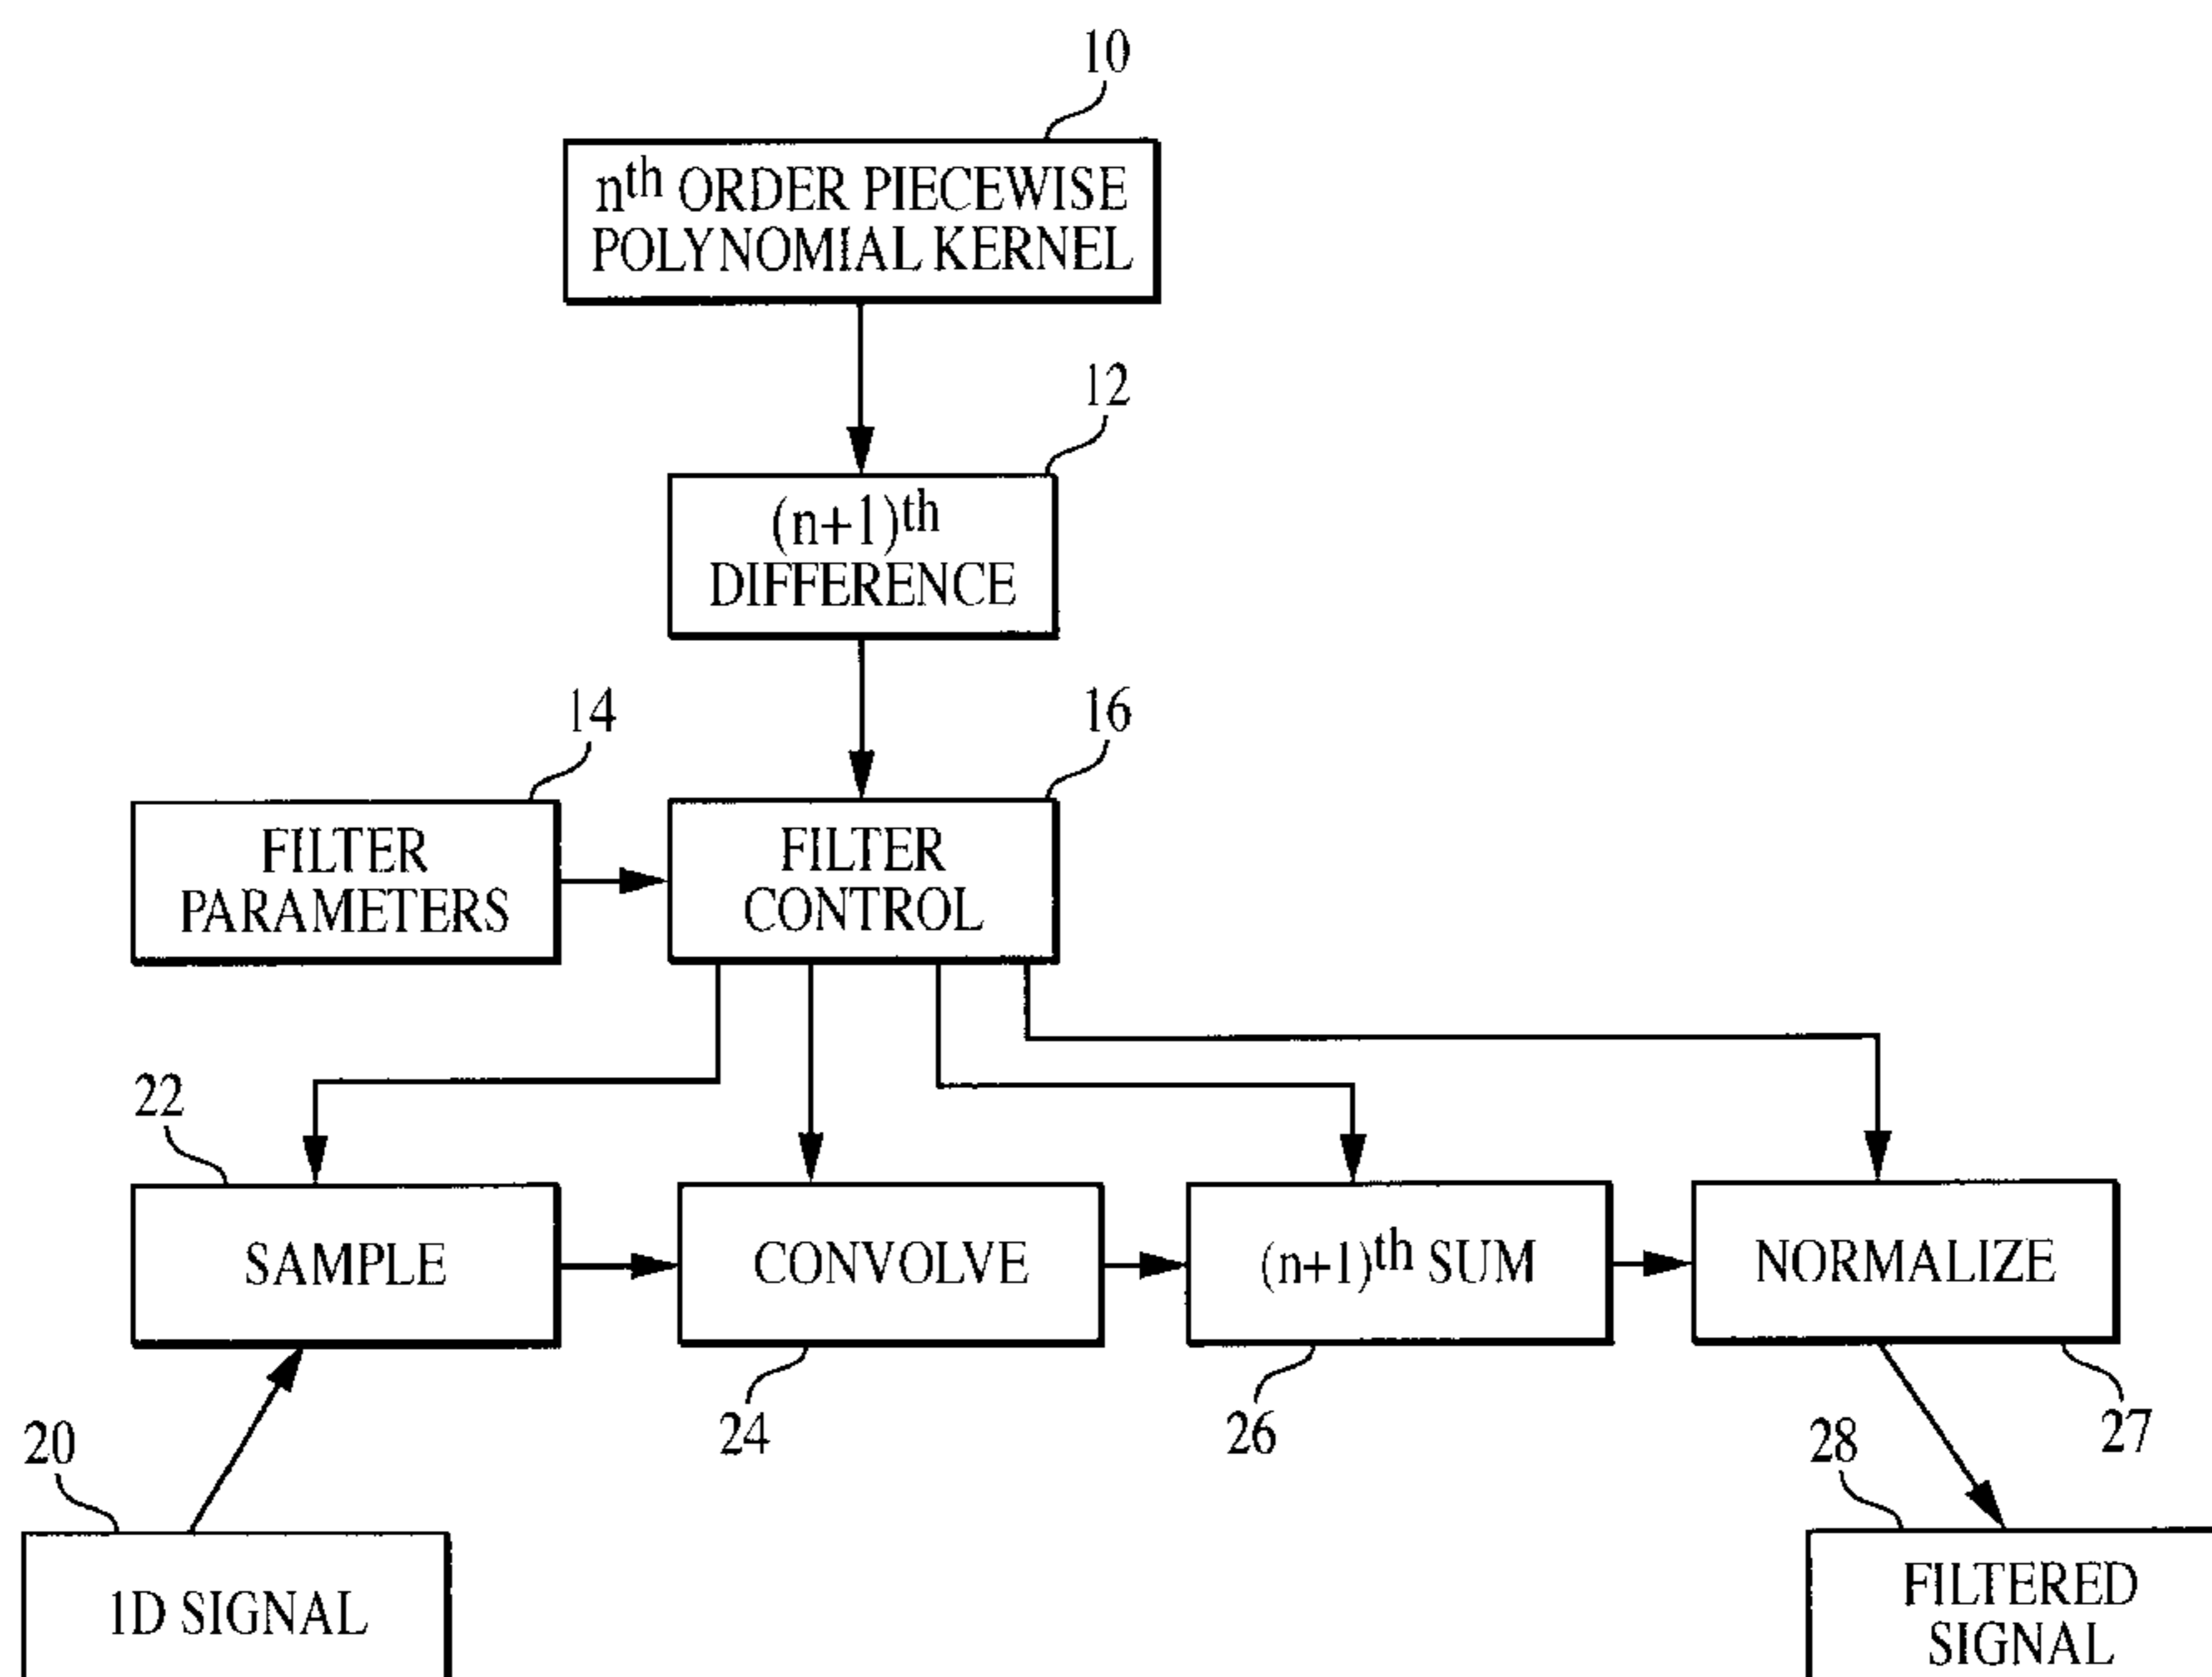 10
nth ORDER PIECEWISE
POLYNOMIAL KERNEL
12
(n+1)th
DIFFERENCE
14
16
FILTER
PARAMETERS
FILTER
CONTROL
22
SAMPLE
CONVOLVE
(n+1)th SUM
NORMALIZE
24
26
27
20
28
1D SIGNAL
FILTERED
SIGNAL